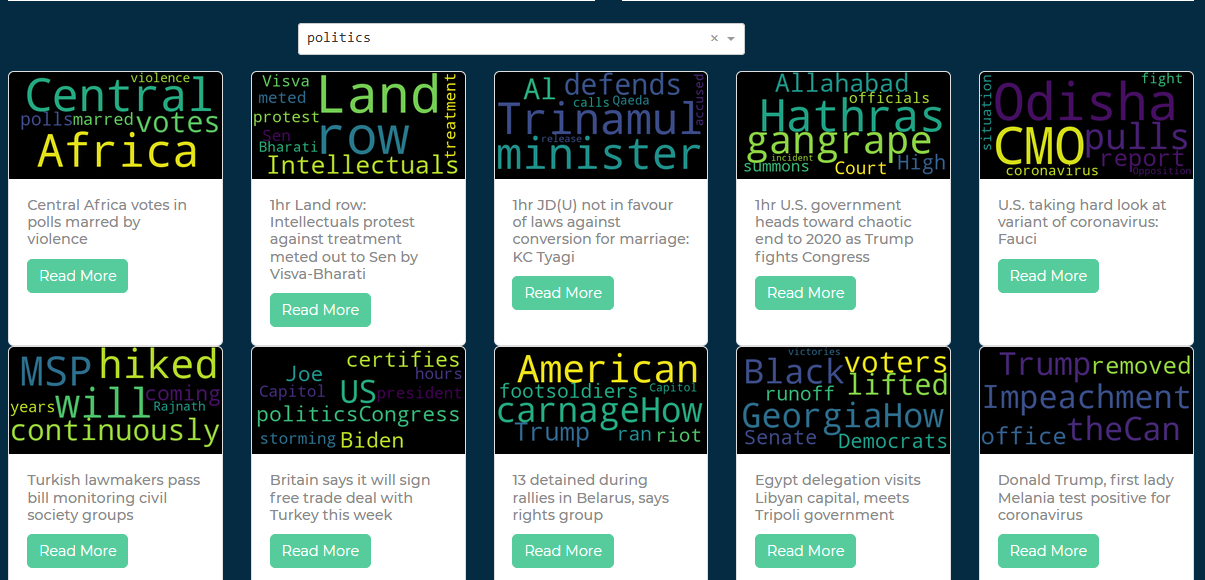 politics
violence
Central
polls marred votes
Africa
Central Africa votes in
polls marred by
violence
Read More
Visva
meted
Land
treatment
protest
Sen
row
Bharati
Intellectuals
1hr Land row:
Intellectuals protest
against treatment
meted out to Sen by
Visva-Bharati
Read More
Al defends
calls Qaeda
accused
Trinamul
release
minister
1hr JD(U) not in favour
of laws against
conversion for marriage:
KC Tyagi
Read More
Allahabad
officials
Hathras
gangrape
incident
summons Court High
1hr U.S. government
heads toward chaotic
end to 2020 as Trump
fights Congress
Read More
situation
fight
Odisha
CMO pulls
report
coronavirus Opposition
U.S. taking hard look at
variant of coronavirus:
Fauci
Read More
MSP hiked
coming
years will Rajnath
continuously
Turkish lawmakers pass
bill monitoring civil
society groups
Read More
certifies
Joe hours
Capitol US president
politicsCongress
storming Biden
Britain says it will sign
free trade deal with
Turkey this week
Read More
American
footsoldiers Capitol
carnageHow
Trump ran riot
13 detained during
rallies in Belarus, says
rights group
Read More
victories
Black voters
runoff lifted
GeorgiaHow
Senate Democrats
Egypt delegation visits
Libyan capital, meets
Tripoli government
Read More
Trump removed
Impeachment
office theCan
Donald Trump, first lady
Melania test positive for
coronavirus
Read More